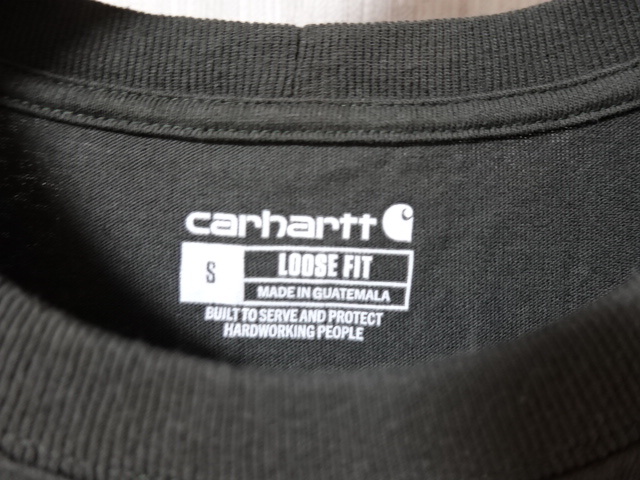 carhartt
S
LOOSE FIT
MADE IN GUATEMALA
BUILT TO SERVE AND PROTECT
HARDWORKING PEOPLE